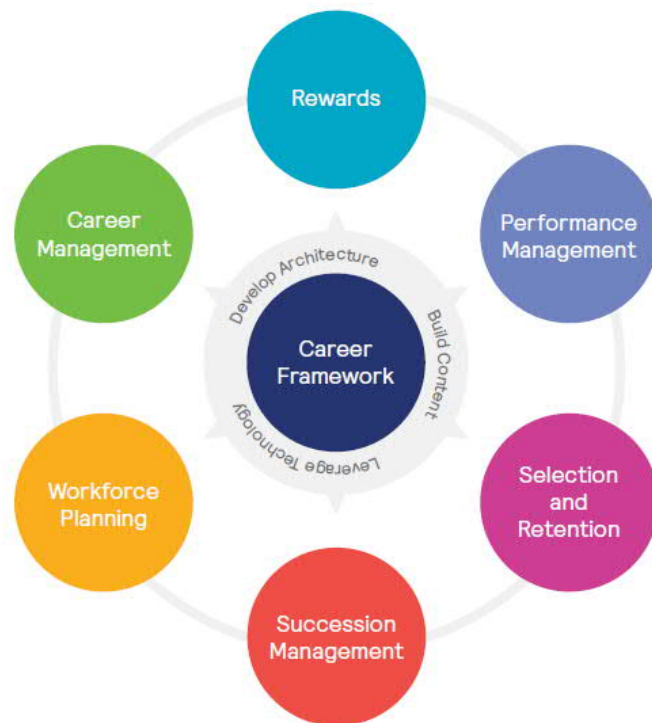 Rewards
Career
Management
Performance
Management
Develop Architecture
Build Content
Leverage Technology
Career
Framework
Workforce
Planning
Selection
and
Retention
Succession
Management